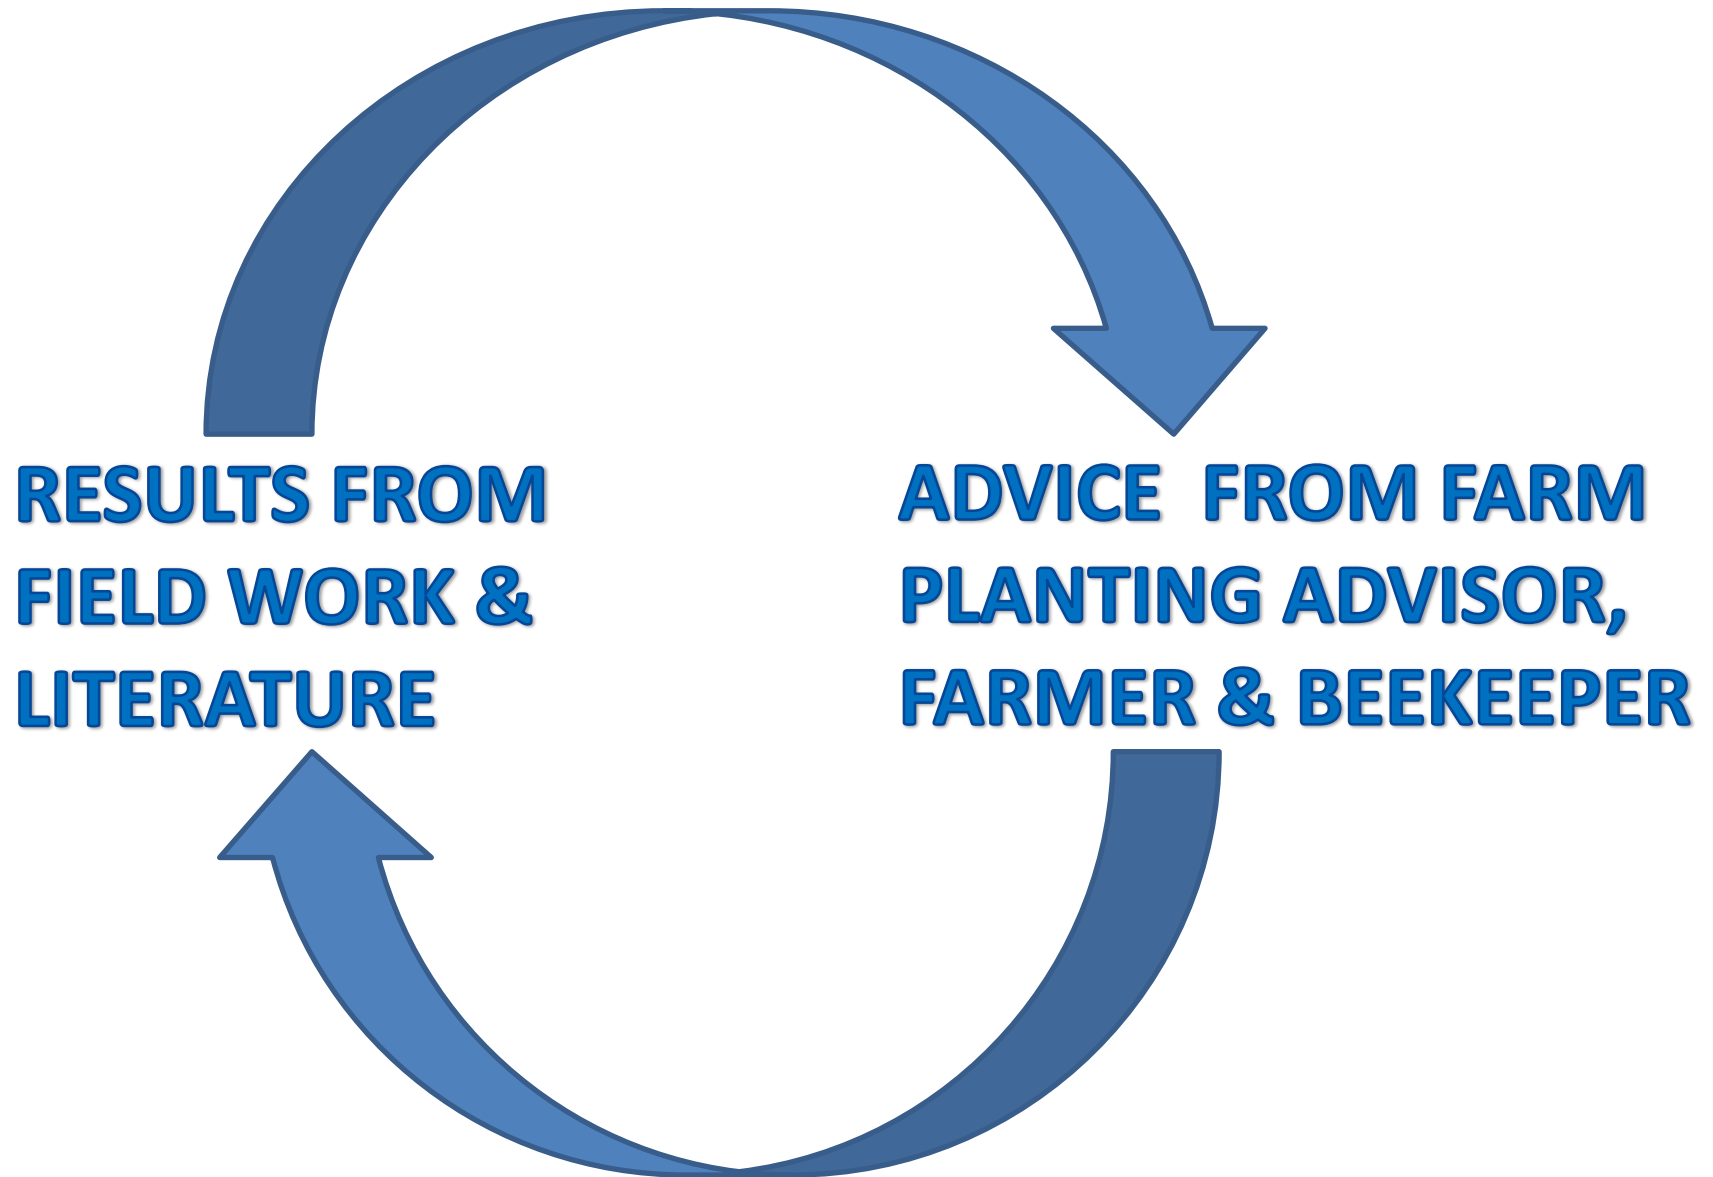 RESULTS FROM
FIELD WORK &
LITERATURE
ADVICE  FROM FARM
PLANTING ADVISOR,
FARMER & BEEKEEPER